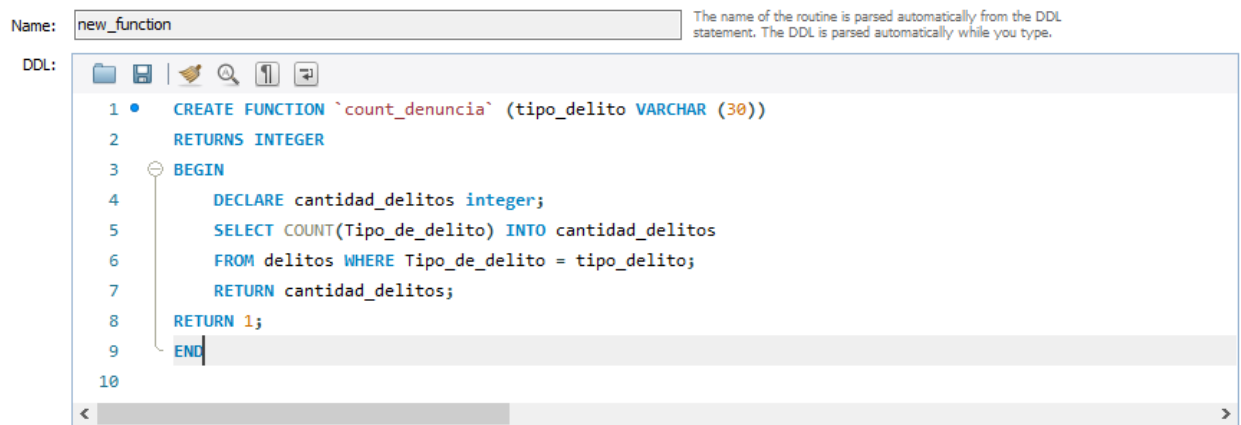 Name: new_function The name of the routine is parsed automatically from the DDL
statement. The DDL is parsed automatically while you type.
DDL:
1 CREATE FUNCTION `count_denuncia` (tipo_delito VARCHAR (30))
2 RETURNS INTEGER
3 BEGIN
4 DECLARE cantidad_delitos integer;
5 SELECT COUNT(Tipo_de_delito) INTO cantidad_delitos
6 FROM delitos WHERE Tipo_de_delito = tipo_delito;
7 RETURN cantidad_delitos;
8 RETURN 1;
9 END
10